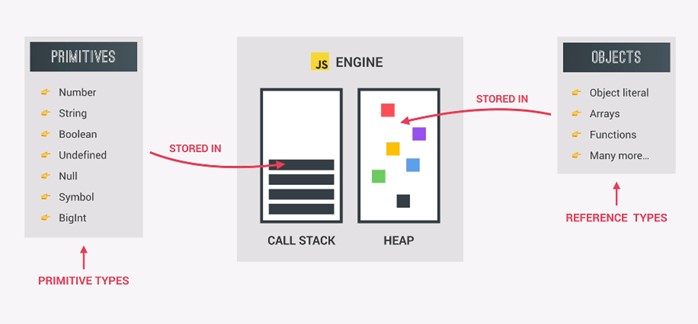 PRIMITIVES
Number
String
Boolean
Undefined
Null
Symbol
BigInt
PRIMITIVE TYPES
STORED IN
JS ENGINE
CALL STACK
HEAP
STORED IN
OBJECTS
Object literal
Arrays
Functions
Many more...
REFERENCE TYPES